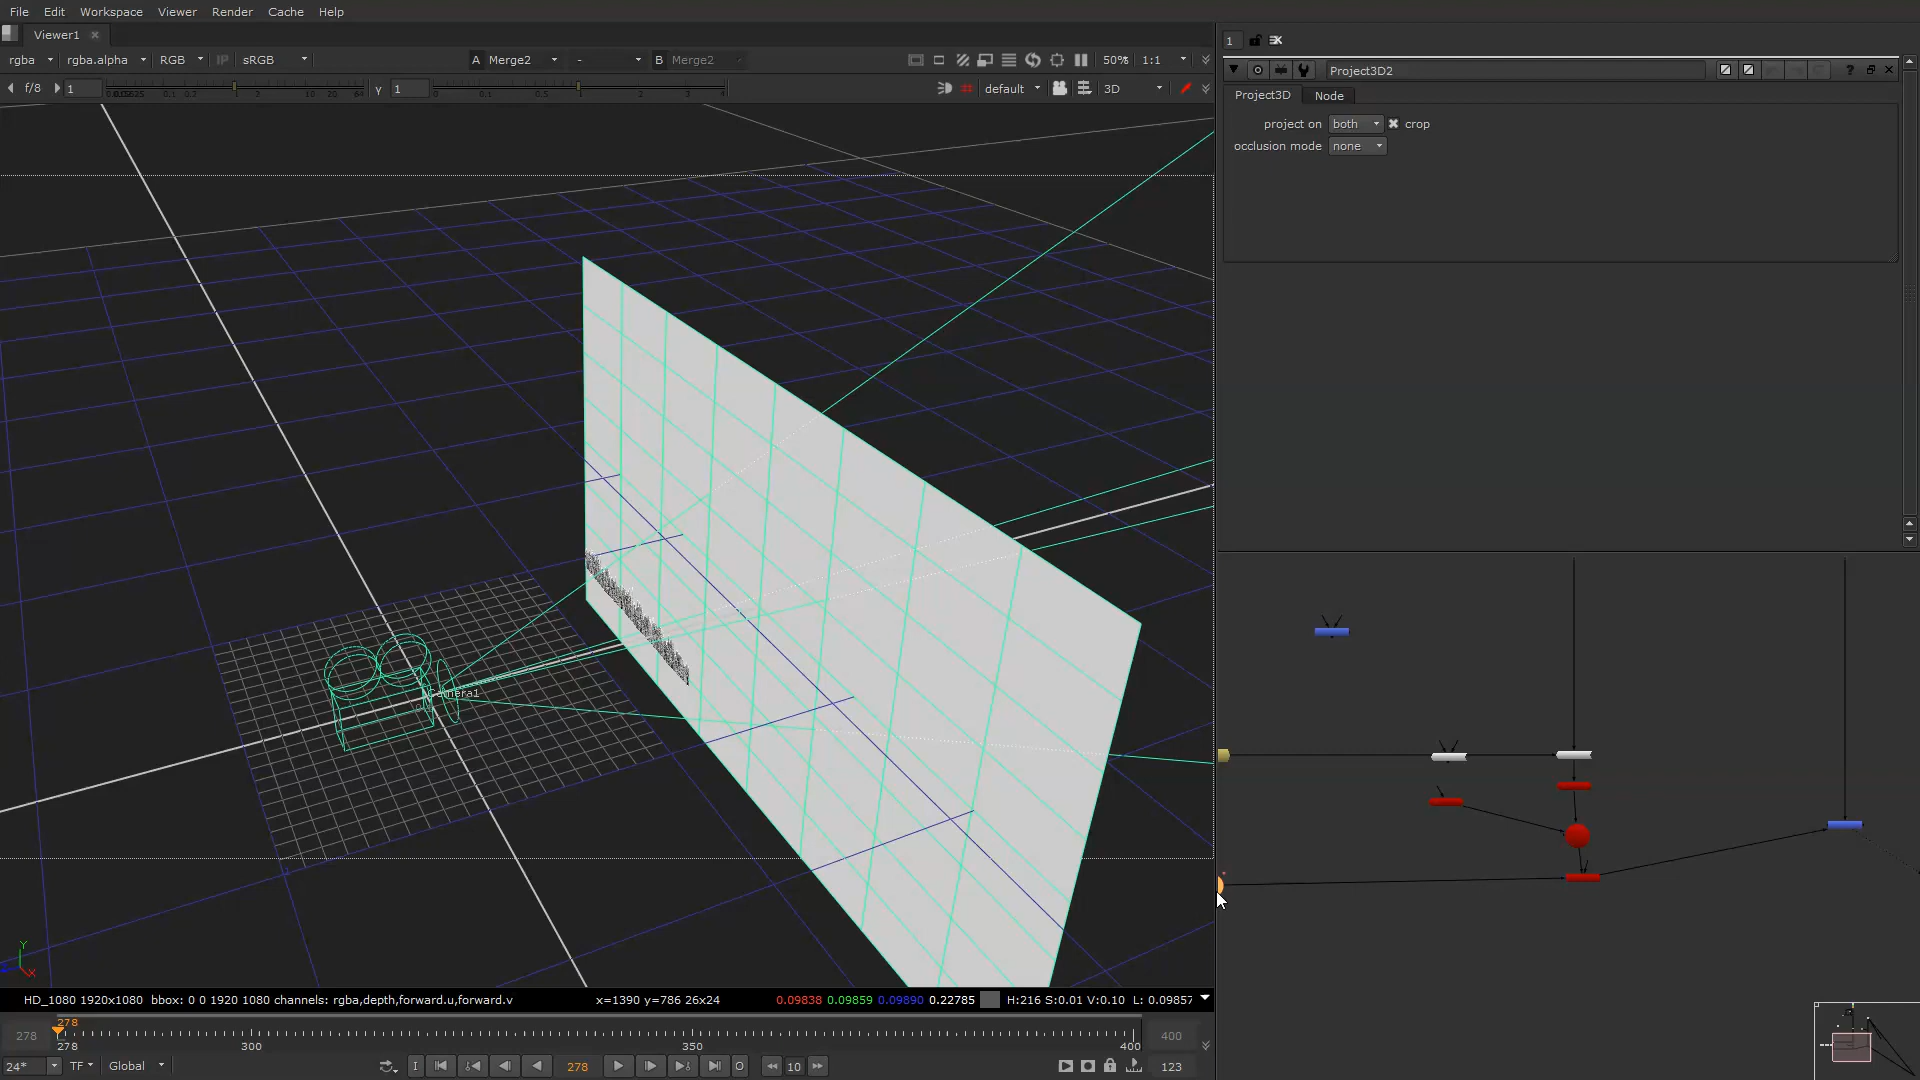 File Edit Workspace Viewer Render Cache Help
Viewer1
rgba rgba.alpha RGB IP sRGB A Merge2 - B Merge2 50% 1:1
f/8 1 γ 1 default 3D
1
Project3D2
Project3D Node
project on both crop
occlusion mode none
Camera1
Y
X
HD_1080 1920x1080 bbox: 0 0 1920 1080 channels: rgba,depth,forward.u,forward.v x=1390 y=786 26x24 0.09838 0.09859 0.09890 0.22785 H:216 S:0.01 V:0.10 L: 0.09857
278
278 400
278 300 350 400
24* TF Global I 278 O 10 123